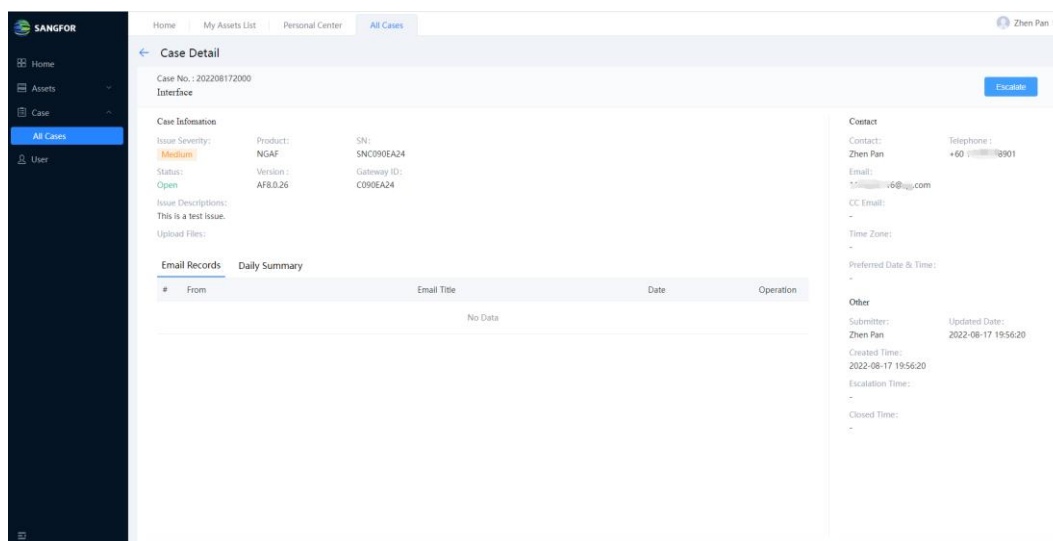 SANGFOR
Home
Assets
Case
All Cases
User
Home My Assets List Personal Center All Cases
Zhen Pan
← Case Detail
Case No. : 202208172000
Interface
Escalate
Case Infomation
Issue Severity: Product: SN:
Medium NGAF SNC090EA24
Status: Version : Gateway ID:
Open AF8.0.26 C090EA24
Issue Descriptions:
This is a test issue.
Upload Files:
Email Records Daily Summary
# From Email Title Date Operation
No Data
Contact
Contact: Telephone :
Zhen Pan +60 8901
Email:
6@ .com
CC Email:
-
Time Zone:
-
Preferred Date & Time:
-
Other
Submitter: Updated Date:
Zhen Pan 2022-08-17 19:56:20
Created Time:
2022-08-17 19:56:20
Escalation Time:
-
Closed Time:
-